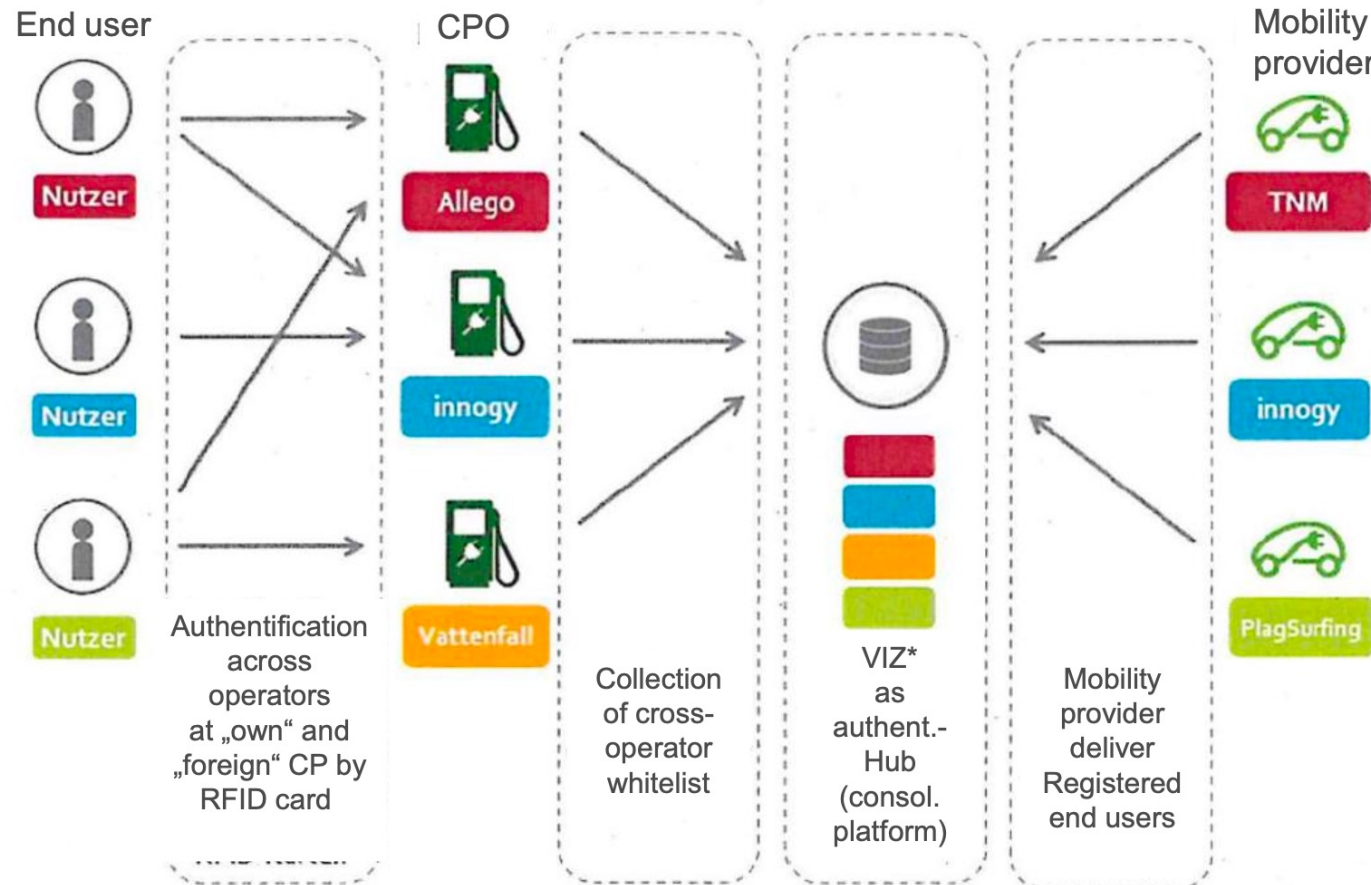 End user
CPO
Mobility
provider
Nutzer
Allego
TNM
Nutzer
innogy
innogy
Nutzer
Vattenfall
PlagSurfing
Authentification
across
operators
at „own“ and
„foreign“ CP by
RFID card
Collection
of cross-
operator
whitelist
VIZ*
as
authent.-
Hub
(consol.
platform)
Mobility
provider
deliver
Registered
end users